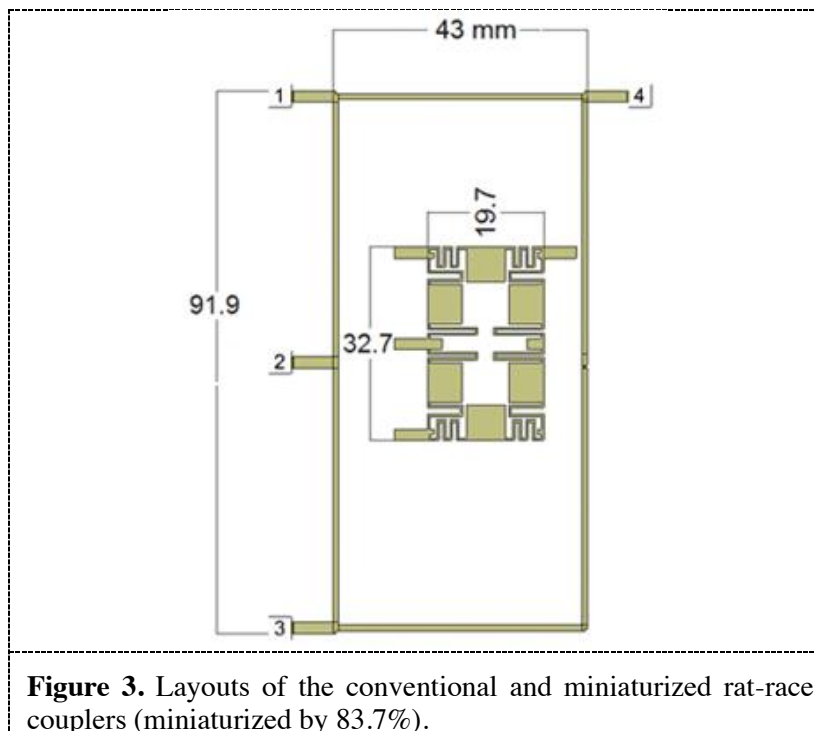 43 mm
1
4
19.7
91.9
32.7
2
3
Figure 3. Layouts of the conventional and miniaturized rat-race
couplers (miniaturized by 83.7%).